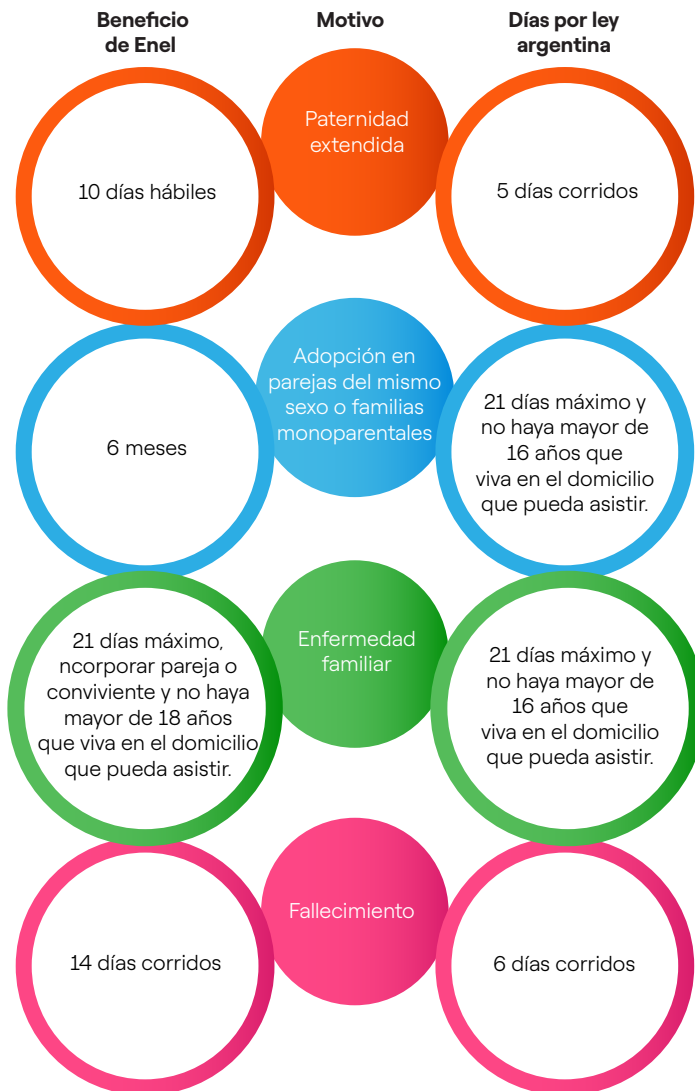 Beneficio
de Enel
Motivo
Días por ley
argentina
10 días hábiles
Paternidad
extendida
5 días corridos
6 meses
Adopción en
parejas del mismo
sexo o familias
monoparentales
21 días máximo y
no haya mayor de
16 años que
viva en el domicilio
que pueda asistir.
21 días máximo,
ncorporar pareja o
conviviente y no haya
mayor de 18 años
que viva en el domicilio
que pueda asistir.
Enfermedad
familiar
21 días máximo y
no haya mayor de
16 años que
viva en el domicilio
que pueda asistir.
14 días corridos
Fallecimiento
6 días corridos